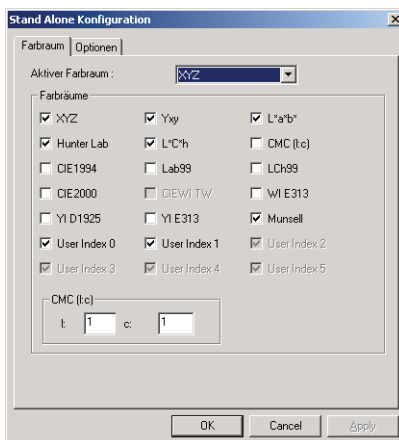 Stand Alone Konfiguration
Farbraum Optionen
Aktiver Farbraum : XYZ
Farbräume
XYZ Yxy L*a*b*
Hunter Lab L*C*h CMC (l:c)
CIE1994 Lab99 LCh99
CIE2000 CIEWI TW WI E313
YI D1925 YI E313 Munsell
User Index 0 User Index 1 User Index 2
User Index 3 User Index 4 User Index 5
CMC (l:c)
l: 1 c: 1
OK Cancel Apply